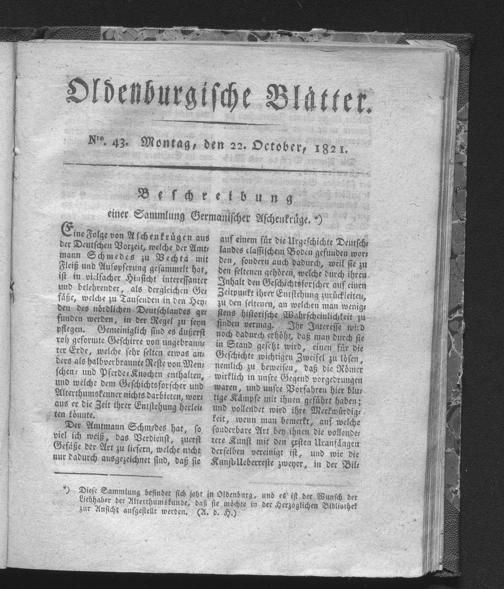 Oldenburgische Blätter.
Nro. 43. Montag, den 22. October, 1821.
Beschreibung
einer Sammlung Germanischer Aschenkrüge. *)
Eine Folge von Aschenkrügen aus
der Deutschen Vorzeit, welche der Amt-
mann Schmedes zu Vechta mit
Fleiß und Aufopferung gesammelt hat,
ist in vielfacher Hinsicht interessanter
und belehrender, als dergleichen Ge-
fäße, welche zu Tausenden in den Hey-
den des nördlichen Deutschlandes ge-
funden werden, in der Regel zu seyn
pflegen. Gemeiniglich sind es äußerst
roh geformte Geschirre von ungebrann-
ter Erde, welche sehr selten etwas an-
ders als halbverbrannte Reste von Men-
schen- und Pferde-Knochen enthalten,
und welche dem Geschichtsforscher und
Alterthumskenner nichts darbieten, wor-
aus er die Zeit ihrer Entstehung herlei-
ten könnte.
Der Amtmann Schmedes hat, so
viel ich weiß, das Verdienst, zuerst
Gefäße der Art zu liefern, welche nicht
nur dadurch ausgezeichnet sind, daß sie
auf einem für die Urgeschichte Deutsch-
landes classischen Boden gefunden wor-
den, sondern auch dadurch, weil sie zu
den seltenen gehören, welche durch ihren
Inhalt den Geschichtsforscher auf einen
Zeitpunkt ihrer Entstehung zurückleiten,
zu den seltenen, an welchen man wenig-
stens historische Wahrscheinlichkeit zu
finden vermag. Ihr Interesse wird
noch dadurch erhöht, daß man durch sie
in Stand gesetzt wird, einen für die
Geschichte wichtigen Zweifel zu lösen,
nemlich zu beweisen, daß die Römer
wirklich in unsre Gegend vorgedrungen
waren, und unsre Vorfahren hier blu-
tige Kämpfe mit ihnen geführt haben;
und vollendet wird ihre Merkwürdig-
keit, wenn man bemerkt, auf welche
sonderbare Art bey ihnen die vollende-
tere Kunst mit den ersten Uranfängen
derselben vereinigt ist, und wie die
Kunst-Ueberreste zweyer, in der Bil-
*) Diese Sammlung befindet sich jetzt in Oldenburg, und es ist der Wunsch der
Liebhaber der Alterthumskunde, daß sie möchte in der Herzoglichen Bibliothek
zur Ansicht aufgestellt werden. (A. d. H.)